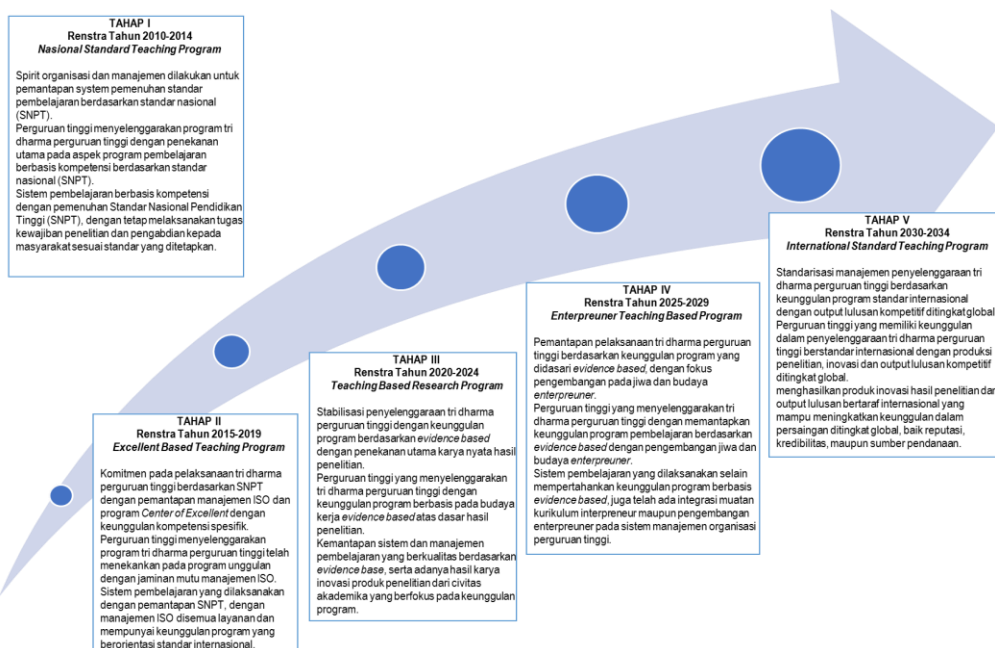 TAHAP I
Renstra Tahun 2010-2014
Nasional Standard Teaching Program
Spirit organisasi dan manajemen dilakukan untuk
pemantapan system pemenuhan standar
pembelajaran berdasarkan standar nasional
(SNPT).
Perguruan tinggi menyelenggarakan program tri
dharma perguruan tinggi dengan penekanan
utama pada aspek program pembelajaran
berbasis kompetensi berdasarkan standar
nasional (SNPT).
Sistem pembelajaran berbasis kompetensi
dengan pemenuhan Standar Nasional Pendidikan
Tinggi (SNPT), dengan tetap melaksanakan tugas
kewajiban penelitian dan pengabdian kepada
masyarakat sesuai standar yang ditetapkan.
TAHAP II
Renstra Tahun 2015-2019
Excellent Based Teaching Program
Komitmen pada pelaksanaan tri dharma
perguruan tinggi berdasarkan SNPT
dengan pemantapan manajemen ISO dan
program Center of Excellent dengan
keunggulan kompetensi spesifik.
Perguruan tinggi menyelenggarakan
program tri dharma perguruan tinggi telah
menekankan pada program unggulan
dengan jaminan mutu manajemen ISO.
Sistem pembelajaran yang dilaksanakan
dengan pemantapan SNPT, dengan
manajemen ISO disemua layanan dan
mempunyai keunggulan program yang
berorientasi standar internasional.
TAHAP III
Renstra Tahun 2020-2024
Teaching Based Research Program
Stabilisasi penyelenggaraan tri dharma
perguruan tinggi dengan keunggulan
program berdasarkan evidence based
dengan penekanan utama karya nyata hasil
penelitian.
Perguruan tinggi yang menyelenggarakan
tri dharma perguruan tinggi dengan
keunggulan program berbasis pada budaya
kerja evidence based atas dasar hasil
penelitian.
Kemantapan sistem dan manajemen
pembelajaran yang berkualitas berdasarkan
evidence base, serta adanya hasil karya
inovasi produk penelitian dari civitas
akademika yang berfokus pada keunggulan
program.
TAHAP IV
Renstra Tahun 2025-2029
Enterpreuner Teaching Based Program
Pemantapan pelaksanaan tri dharma perguruan
tinggi berdasarkan keunggulan program yang
didasari evidence based, dengan fokus
pengembangan pada jiwa dan budaya
enterpreuner.
Perguruan tinggi yang menyelenggarakan tri
dharma perguruan tinggi dengan memantapkan
keunggulan program pembelajaran berdasarkan
evidence based dengan pengembangan jiwa dan
budaya enterpreuner.
Sistem pembelajaran yang dilaksanakan selain
mempertahankan keunggulan program berbasis
evidence based, juga telah ada integrasi muatan
kurikulum interpreneur maupun pengembangan
enterpreuner pada sistem manajemen organisasi
perguruan tinggi.
TAHAP V
Renstra Tahun 2030-2034
International Standard Teaching Program
Standarisasi manajemen penyelenggaraan tri
dharma perguruan tinggi berdasarkan
keunggulan program standar internasional
dengan output lulusan kompetitif ditingkat global
Perguruan tinggi yang memiliki keunggulan
dalam penyelenggaraan tri dharma perguruan
tinggi berstandar internasional dengan produksi
penelitian, inovasi dan output lulusan kompetitif
ditingkat global.
menghasilkan produk inovasi hasil penelitian dan
output lulusan bertaraf internasional yang
mampu meningkatkan keunggulan dalam
persaingan ditingkat global, baik reputasi,
kredibilitas, maupun sumber pendanaan.